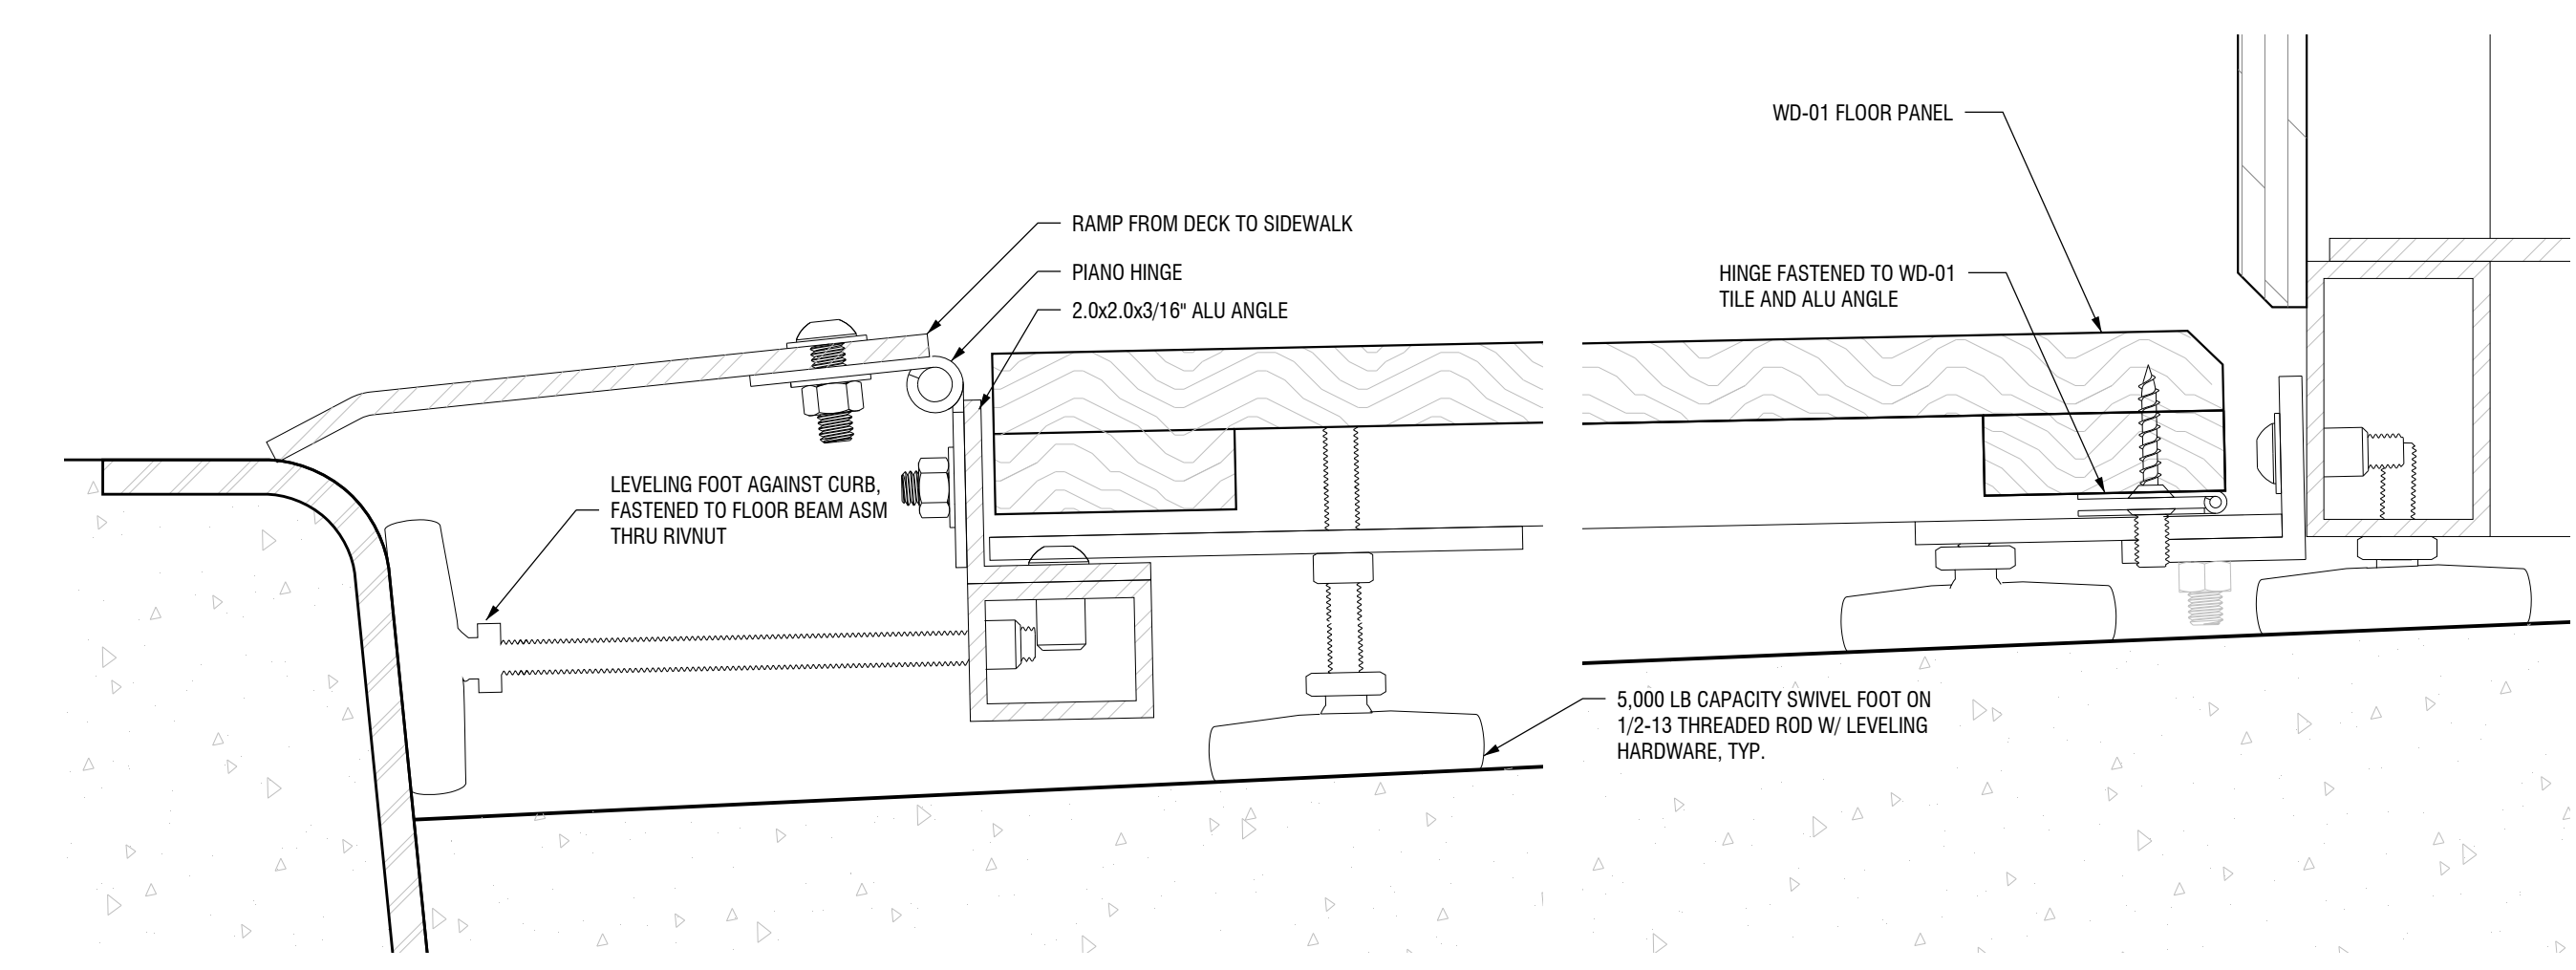 RAMP FROM DECK TO SIDEWALK
PIANO HINGE
2.0x2.0x3/16" ALU ANGLE
LEVELING FOOT AGAINST CURB,
FASTENED TO FLOOR BEAM ASM
THRU RIVNUT
WD-01 FLOOR PANEL
HINGE FASTENED TO WD-01
TILE AND ALU ANGLE
5,000 LB CAPACITY SWIVEL FOOT ON
1/2-13 THREADED ROD W/ LEVELING
HARDWARE, TYP.